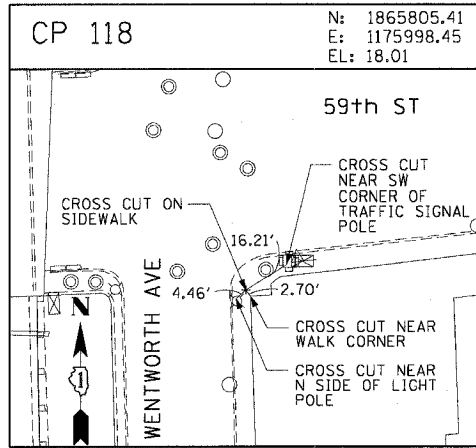 CP 118
N: 1865805.41
E: 1175998.45
EL: 18.01
59th ST
CROSS CUT
NEAR SW
CORNER OF
TRAFFIC SIGNAL
POLE
CROSS CUT ON
SIDEWALK
16.21'
4.46'
2.70'
CROSS CUT NEAR
WALK CORNER
CROSS CUT NEAR
N SIDE OF LIGHT
POLE
N
WENTWORTH AVE